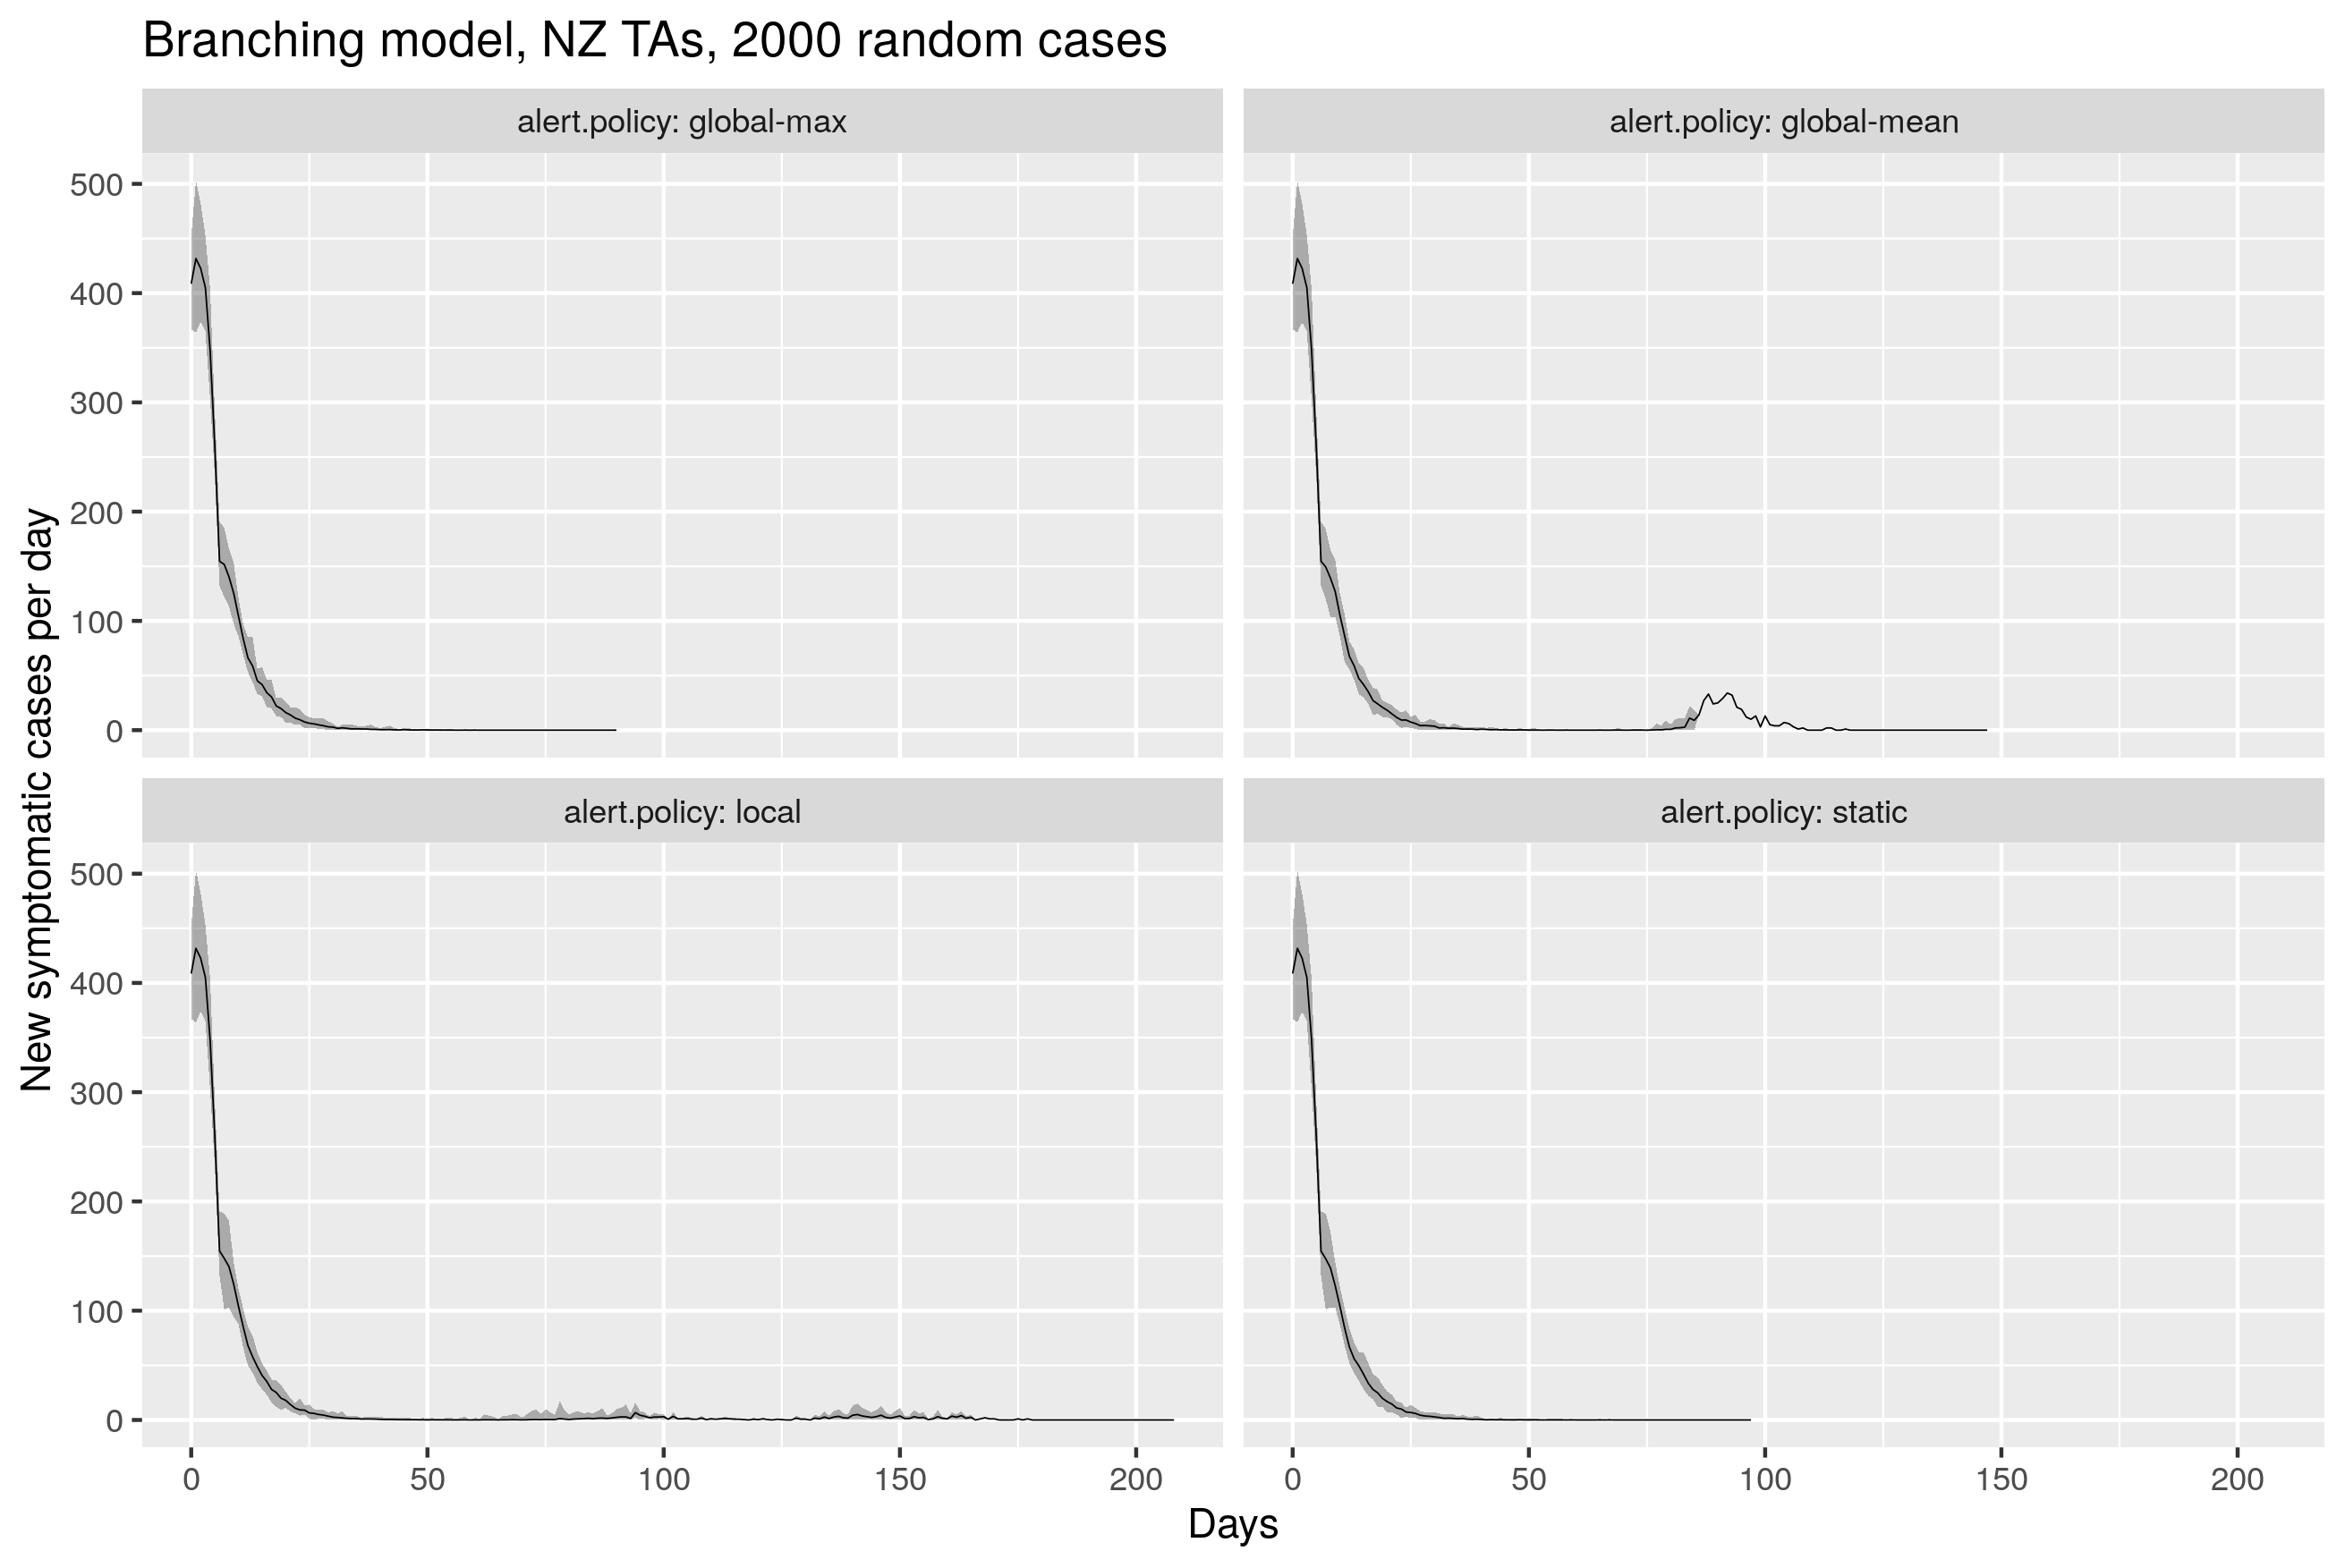 Branching model, NZ TAs, 2000 random cases
alert.policy: global-max
alert.policy: global-mean
500
400
300
200
100
0
alert.policy: local
alert.policy: static
500
400
300
200
100
0
0 50 100 150 200
0 50 100 150 200
Days
New symptomatic cases per day